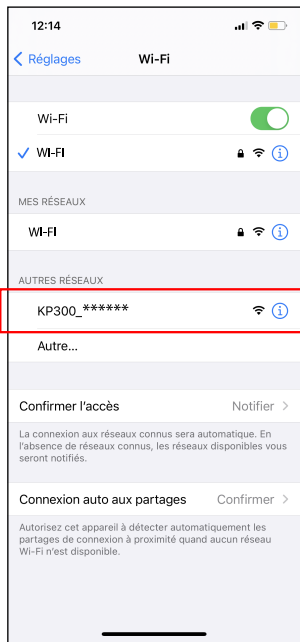 12:14
Réglages
Wi-Fi
Wi-Fi
WI-FI
MES RÉSEAUX
WI-FI
AUTRES RÉSEAUX
KP300_******
Autre...
Confirmer l'accès Notifier
La connexion aux réseaux connus sera automatique. En
l'absence de réseaux connus, les réseaux disponibles vous
seront notifiés.
Connexion auto aux partages Confirmer
Autorisez cet appareil à détecter automatiquement les
partages de connexion à proximité quand aucun réseau
Wi-Fi n'est disponible.